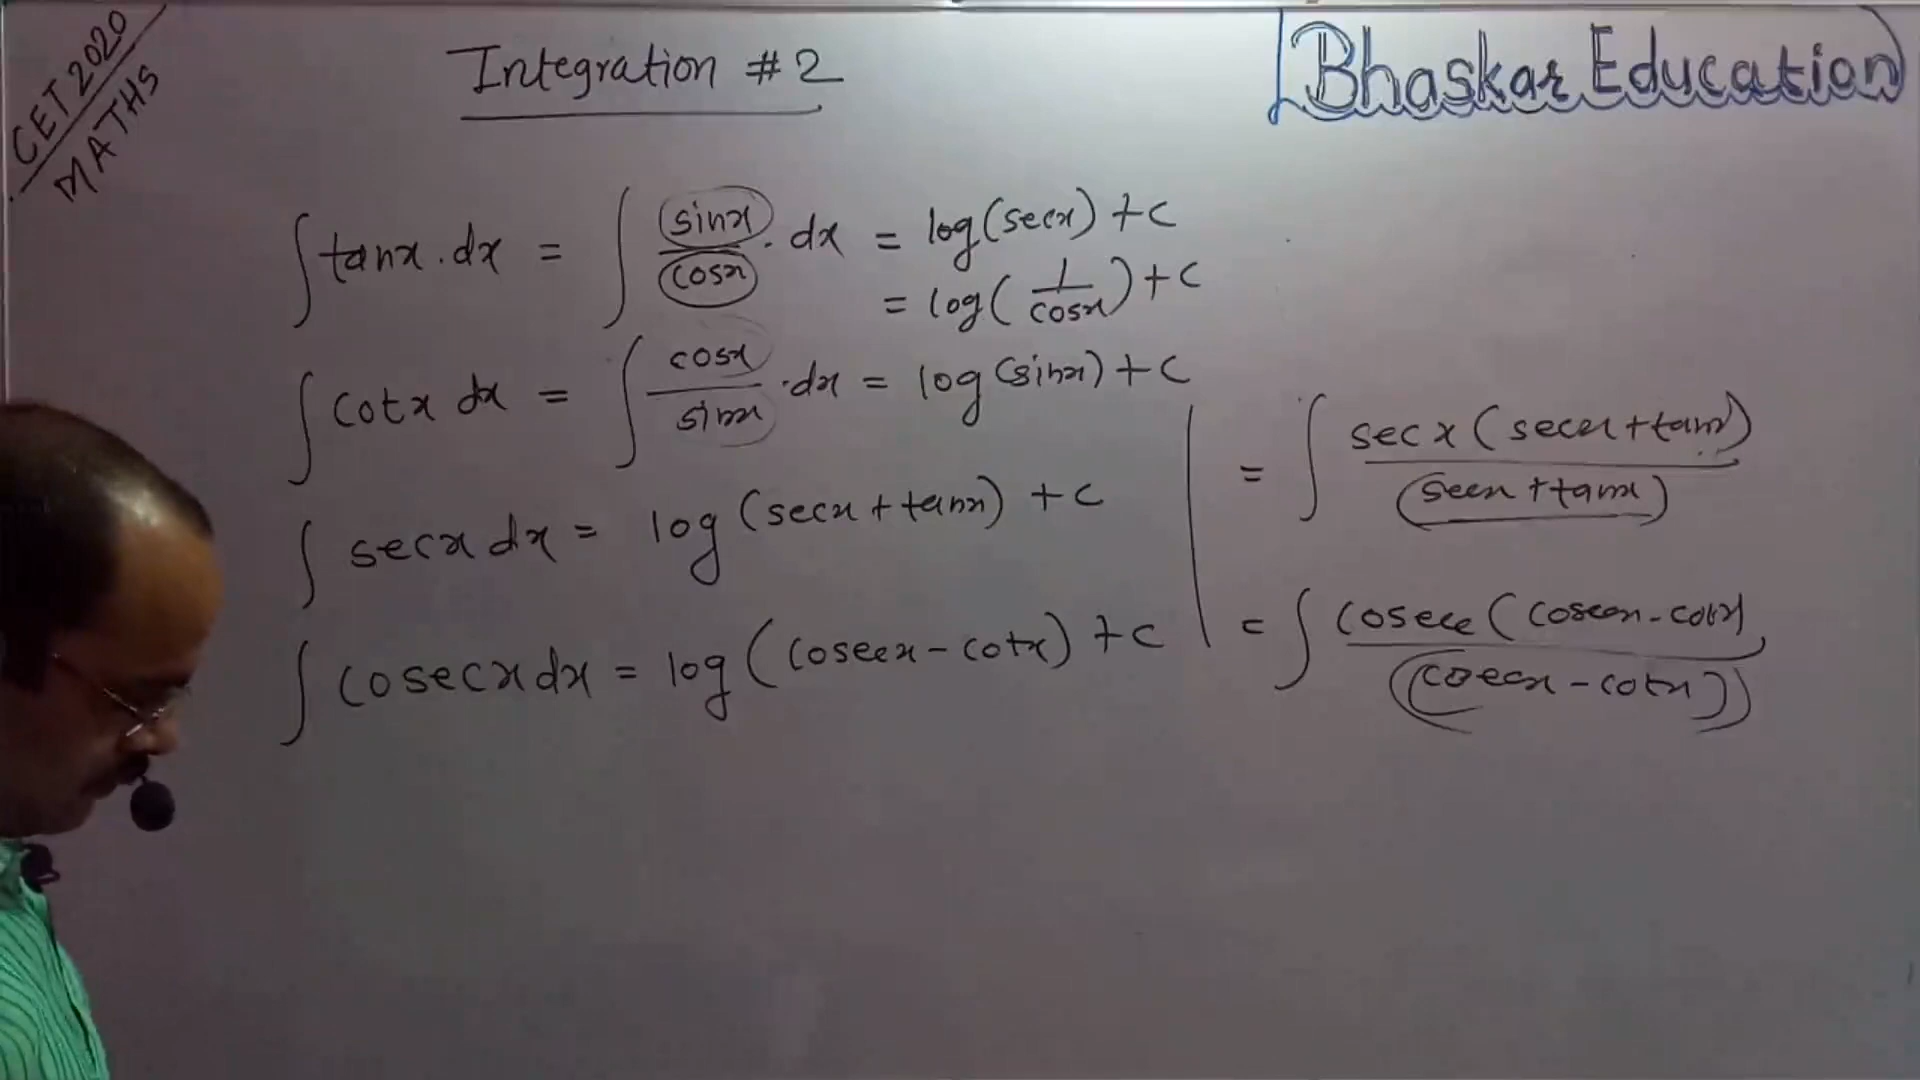 CET 2020
MATHS
Integration #2
Bhaskar Education
∫ tanx . dx = ∫ sinx/cosx . dx = log(secx) + c
= log(1/cosx) + c
∫ cotx dx = ∫ cosx/sinx . dx = log(sinx) + c
∫ secx dx = log(secx + tanx) + c
= ∫ secx(secx + tanx)/(secx + tanx)
∫ cosecx dx = log(cosecx - cotx) + c
= ∫ cosecx(cosecx - cotx)/(cosecx - cotx)